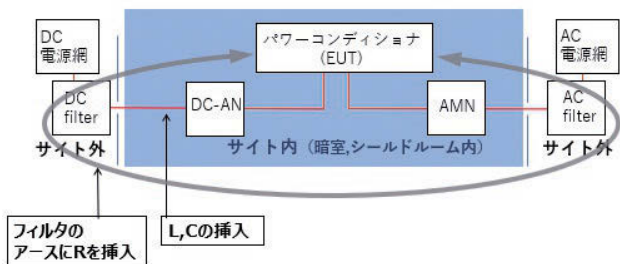 DC
電源網
パワーコンディショナ
(EUT)
AC
電源網
DC
filter
DC-AN
AMN
AC
filter
サイト外
サイト内(暗室,シールドルーム内)
サイト外
フィルタの
アースにRを挿入
L,Cの挿入